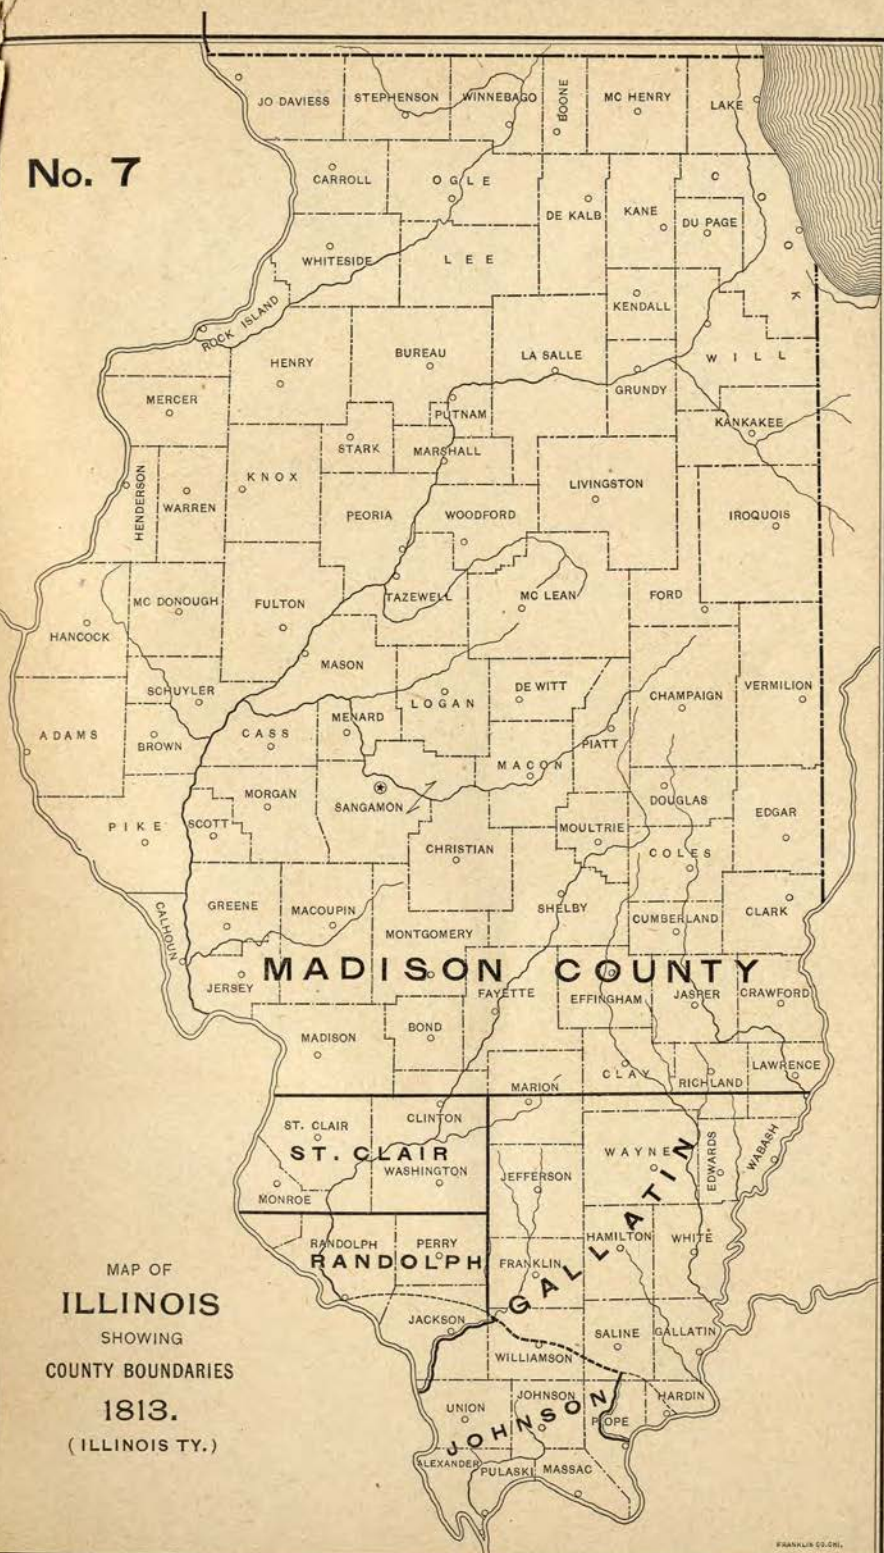 No. 7
JO DAVIESS
STEPHENSON
WINNEBAGO
BOONE
MC HENRY
LAKE
CARROLL
OGLE
DE KALB
KANE
DU PAGE
COOK
WHITESIDE
LEE
KENDALL
ROCK ISLAND
HENRY
BUREAU
LA SALLE
GRUNDY
WILL
MERCER
PUTNAM
KANKAKEE
STARK
MARSHALL
HENDERSON
WARREN
KNOX
PEORIA
WOODFORD
LIVINGSTON
IROQUOIS
HANCOCK
MC DONOUGH
FULTON
TAZEWELL
MC LEAN
FORD
MASON
SCHUYLER
LOGAN
DE WITT
CHAMPAIGN
VERMILION
ADAMS
BROWN
CASS
MENARD
MACON
PIATT
PIKE
SCOTT
MORGAN
SANGAMON
CHRISTIAN
MOULTRIE
DOUGLAS
COLES
EDGAR
CALHOUN
GREENE
MACOUPIN
MONTGOMERY
SHELBY
CUMBERLAND
CLARK
MADISON COUNTY
JERSEY
FAYETTE
EFFINGHAM
JASPER
CRAWFORD
MADISON
BOND
MARION
CLAY
RICHLAND
LAWRENCE
ST. CLAIR
CLINTON
ST. CLAIR
WASHINGTON
MONROE
JEFFERSON
WAYNE
EDWARDS
WABASH
GALLATIN
RANDOLPH
PERRY
RANDOLPH
FRANKLIN
HAMILTON
WHITE
JACKSON
WILLIAMSON
SALINE
GALLATIN
UNION
JOHNSON
JOHNSON
POPE
HARDIN
ALEXANDER
PULASKI
MASSAC
MAP OF
ILLINOIS
SHOWING
COUNTY BOUNDARIES
1813.
(ILLINOIS TY.)
FRANKLIN CO. CHI.